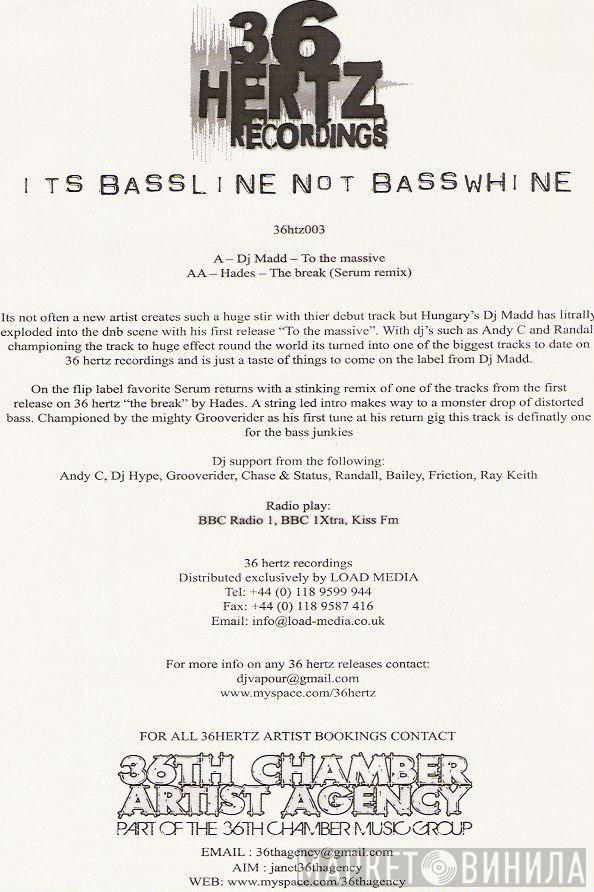 36
HERTZ
RECORDINGS
ITS BASSLINE NOT BASSWHINE
36htz003
A – Dj Madd – To the massive
AA – Hades – The break (Serum remix)
Its not often a new artist creates such a huge stir with thier debut track but Hungary's Dj Madd has litrally
exploded into the dnb scene with his first release “To the massive”. With dj's such as Andy C and Randal
championing the track to huge effect round the world its turned into one of the biggest tracks to date on
36 hertz recordings and is just a taste of things to come on the label from Dj Madd.
On the flip label favorite Serum returns with a stinking remix of one of the tracks from the first
release on 36 hertz “the break” by Hades. A string led intro makes way to a monster drop of distorted
bass. Championed by the mighty Grooverider as his first tune at his return gig this track is definatly one
for the bass junkies
Dj support from the following:
Andy C, Dj Hype, Grooverider, Chase & Status, Randall, Bailey, Friction, Ray Keith
Radio play:
BBC Radio 1, BBC 1Xtra, Kiss Fm
36 hertz recordings
Distributed exclusively by LOAD MEDIA
Tel: +44 (0) 118 9599 944
Fax: +44 (0) 118 9587 416
Email: info@load-media.co.uk
For more info on any 36 hertz releases contact:
djvapour@gmail.com
www.myspace.com/36hertz
FOR ALL 36HERTZ ARTIST BOOKINGS CONTACT
36TH CHAMBER
ARTIST AGENCY
PART OF THE 36TH CHAMBER MUSIC GROUP
EMAIL : 36thagency@gmail.com
AIM : janet36thagency
WEB: www.myspace.com/36thagency
МАРКЕТ ВИНИЛА